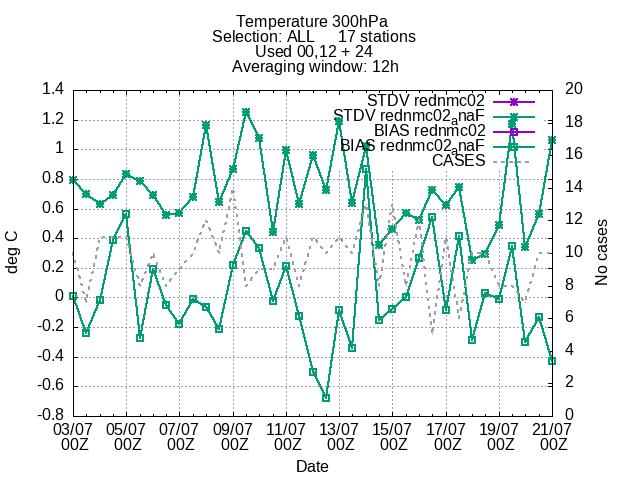 Temperature 300hPa
Selection: ALL 17 stations
Used 00,12 + 24
Averaging window: 12h
STDV rednmc02
STDV rednmc02anaF
BIAS rednmc02
BIAS rednmc02anaF
CASES
1.4
1.2
1
0.8
0.6
0.4
0.2
0
-0.2
-0.4
-0.6
-0.8
deg C
20
18
16
14
12
10
8
6
4
2
0
No cases
03/07 05/07 07/07 09/07 11/07 13/07 15/07 17/07 19/07 21/07
00Z 00Z 00Z 00Z 00Z 00Z 00Z 00Z 00Z 00Z
Date